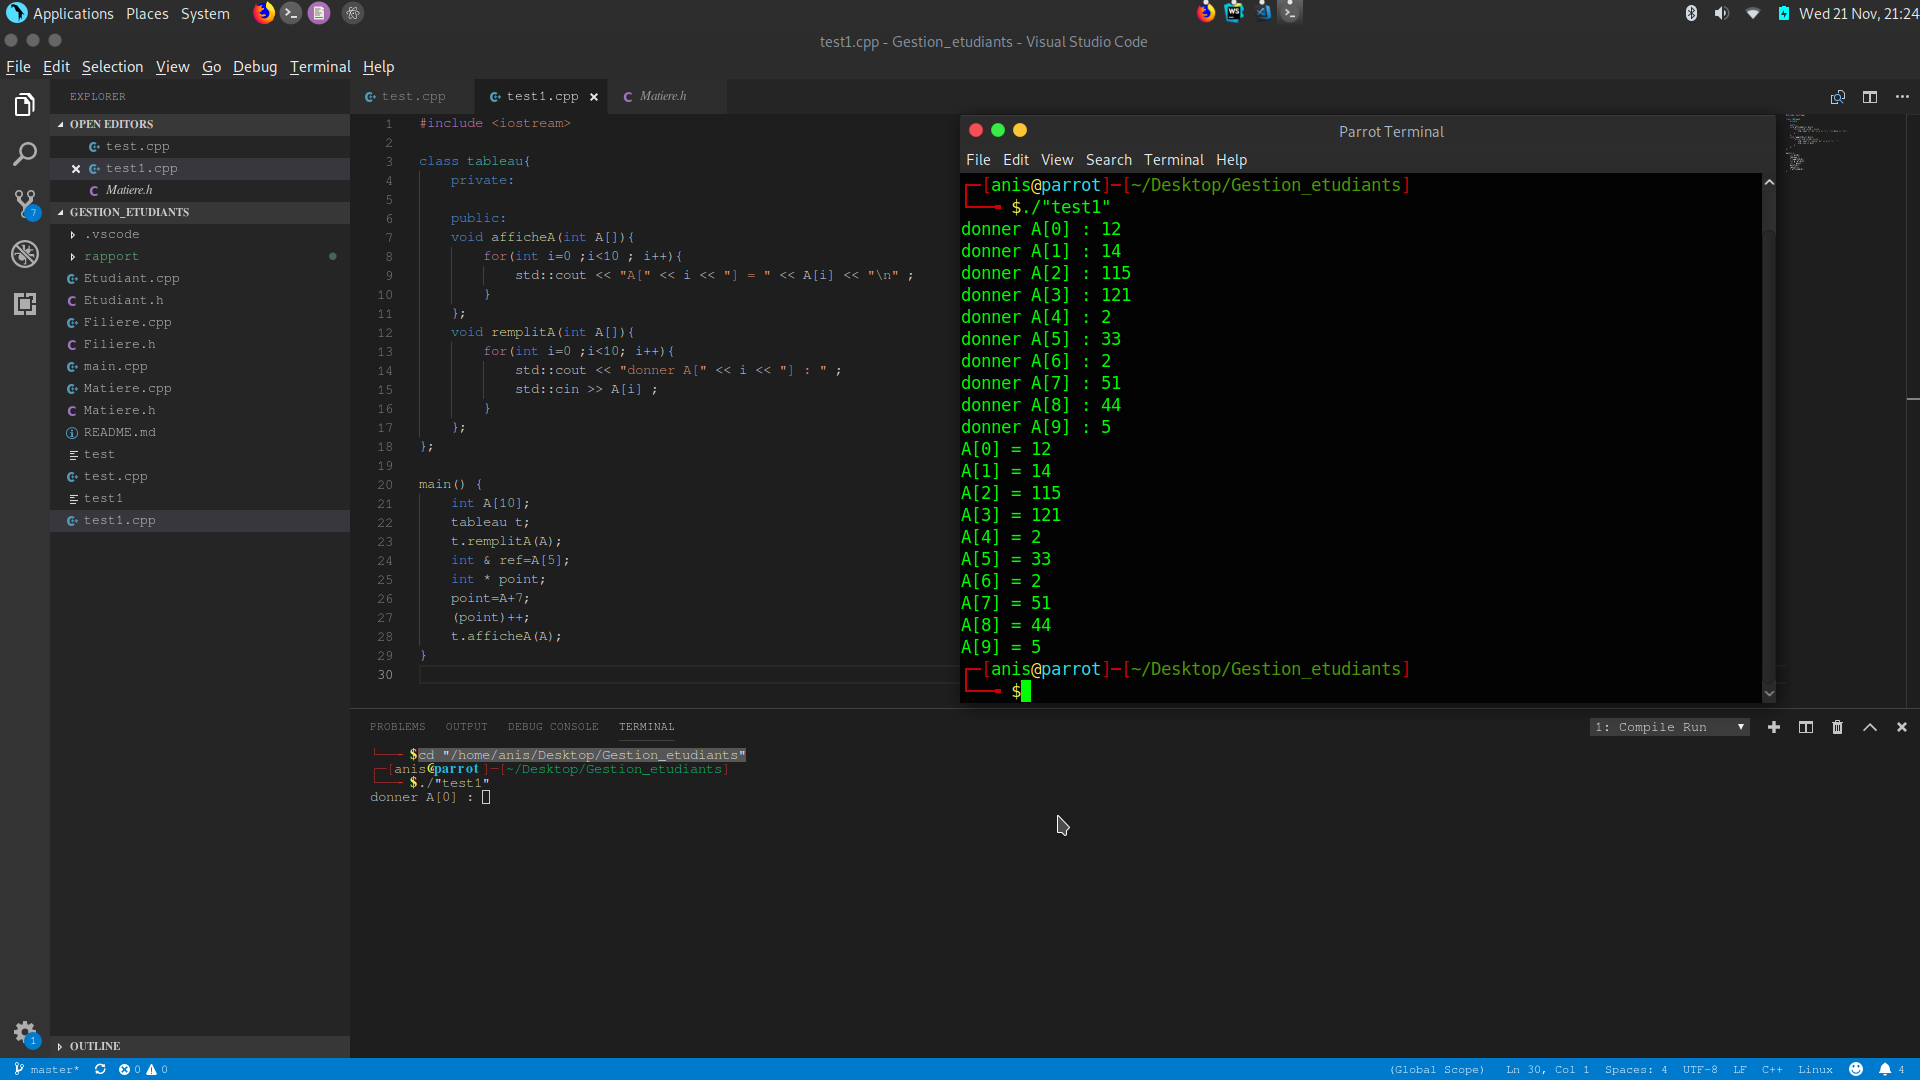 Applications Places System
Wed 21 Nov, 21:24
test1.cpp - Gestion_etudiants - Visual Studio Code
File Edit Selection View Go Debug Terminal Help
EXPLORER
OPEN EDITORS
test.cpp
test1.cpp
Matiere.h
GESTION_ETUDIANTS
.vscode
rapport
Etudiant.cpp
Etudiant.h
Filiere.cpp
Filiere.h
main.cpp
Matiere.cpp
Matiere.h
README.md
test
test.cpp
test1
test1.cpp
OUTLINE
test.cpp test1.cpp Matiere.h
1 #include <iostream>
2
3 class tableau{
4 private:
5
6 public:
7 void afficheA(int A[]){
8 for(int i=0 ;i<10 ; i++){
9 std::cout << "A[" << i << "] = " << A[i] << "\n" ;
10 }
11 };
12 void remplitA(int A[]){
13 for(int i=0 ;i<10; i++){
14 std::cout << "donner A[" << i << "] : " ;
15 std::cin >> A[i] ;
16 }
17 };
18 };
19
20 main() {
21 int A[10];
22 tableau t;
23 t.remplitA(A);
24 int & ref=A[5];
25 int * point;
26 point=A+7;
27 (point)++;
28 t.afficheA(A);
29 }
30
Parrot Terminal
File Edit View Search Terminal Help
┌─[anis@parrot]─[~/Desktop/Gestion_etudiants]
└──╼ $./"test1"
donner A[0] : 12
donner A[1] : 14
donner A[2] : 115
donner A[3] : 121
donner A[4] : 2
donner A[5] : 33
donner A[6] : 2
donner A[7] : 51
donner A[8] : 44
donner A[9] : 5
A[0] = 12
A[1] = 14
A[2] = 115
A[3] = 121
A[4] = 2
A[5] = 33
A[6] = 2
A[7] = 51
A[8] = 44
A[9] = 5
┌─[anis@parrot]─[~/Desktop/Gestion_etudiants]
└──╼ $
PROBLEMS OUTPUT DEBUG CONSOLE TERMINAL
1: Compile Run
└──╼ $cd "/home/anis/Desktop/Gestion_etudiants"
┌─[anis@parrot]─[~/Desktop/Gestion_etudiants]
└──╼ $./"test1"
donner A[0] :
7
1
master* 0 0
(Global Scope) Ln 30, Col 1 Spaces: 4 UTF-8 LF C++ Linux 4